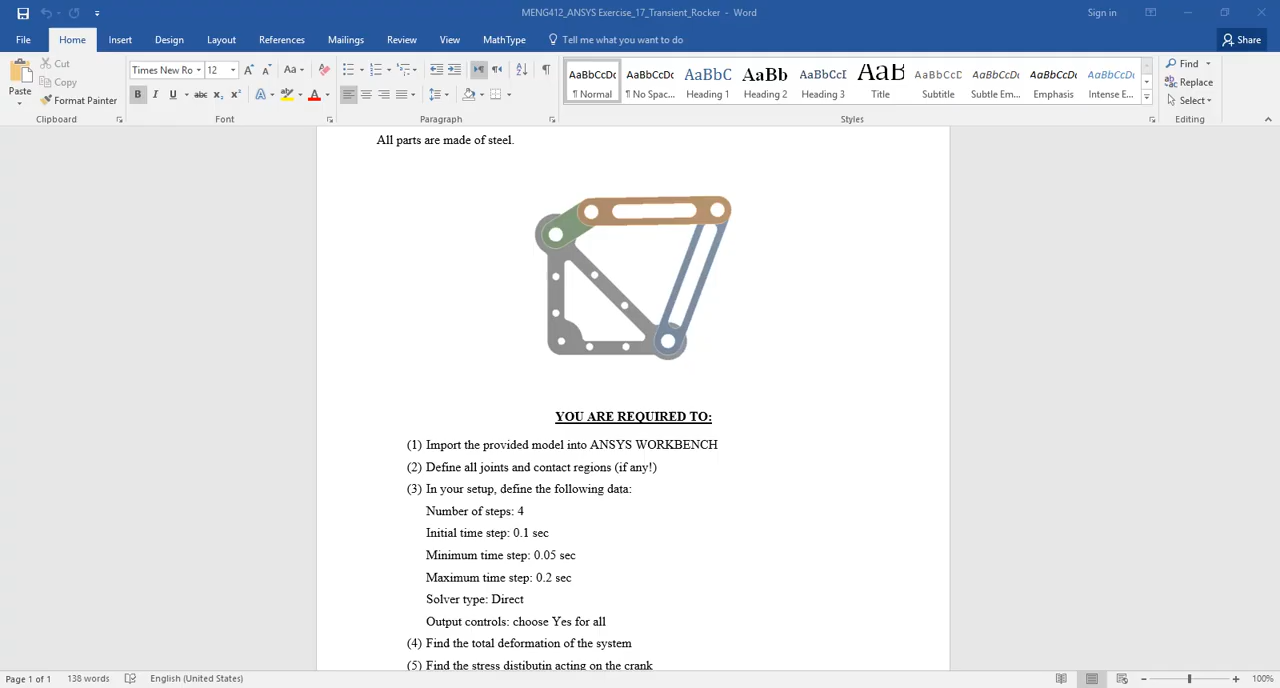 MENG412_ANSYS Exercise_17_Transient_Rocker - Word
Sign in
File Home Insert Design Layout References Mailings Review View MathType Tell me what you want to do
Share
Paste
Cut
Copy
Format Painter
Clipboard
Times New Ro 12
Font
Paragraph
AaBbCcDc AaBbCcDc AaBbC AaBb AaBbCcI AaB AaBbCcD AaBbCcDc AaBbCcDc AaBbCcDc
¶ Normal ¶ No Spac... Heading 1 Heading 2 Heading 3 Title Subtitle Subtle Em... Emphasis Intense E...
Styles
Find
Replace
Select
Editing
All parts are made of steel.
YOU ARE REQUIRED TO:
(1) Import the provided model into ANSYS WORKBENCH
(2) Define all joints and contact regions (if any!)
(3) In your setup, define the following data:
Number of steps: 4
Initial time step: 0.1 sec
Minimum time step: 0.05 sec
Maximum time step: 0.2 sec
Solver type: Direct
Output controls: choose Yes for all
(4) Find the total deformation of the system
(5) Find the stress distributin acting on the crank
Page 1 of 1 138 words English (United States) 100%